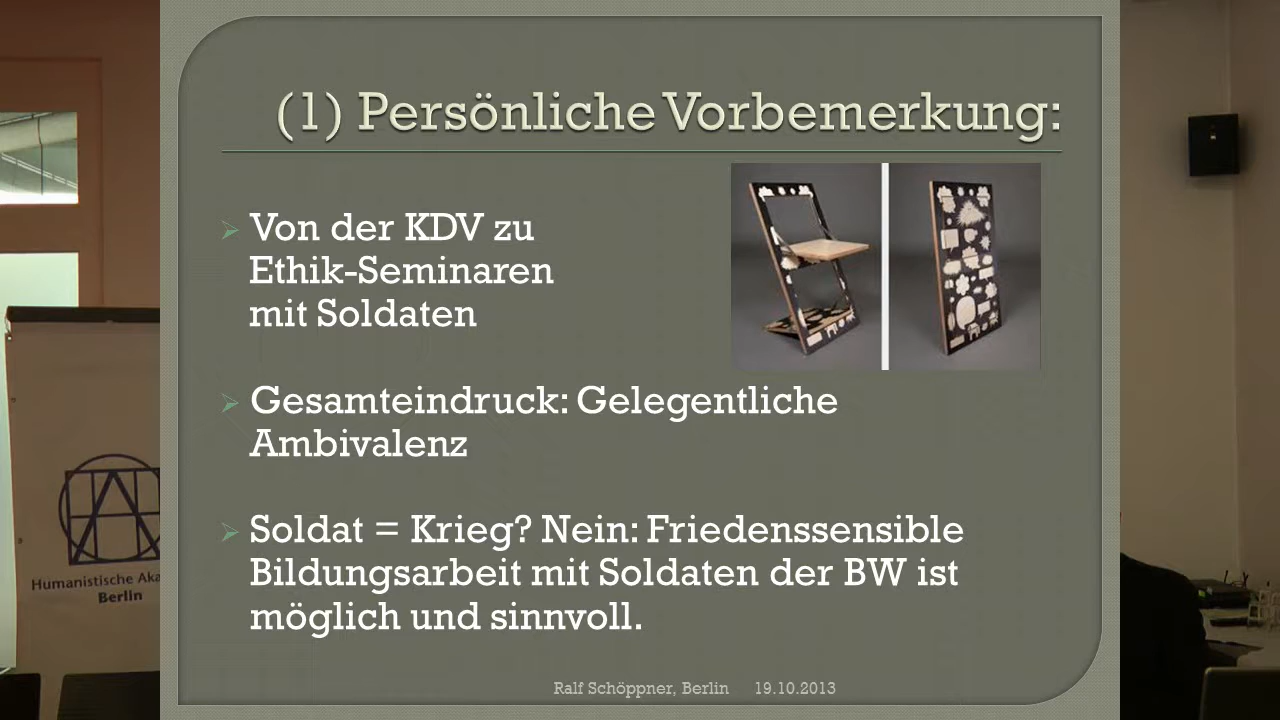 (1) Persönliche Vorbemerkung:
Von der KDV zu
Ethik-Seminaren
mit Soldaten
Gesamteindruck: Gelegentliche
Ambivalenz
Soldat = Krieg? Nein: Friedenssensible
Bildungsarbeit mit Soldaten der BW ist
möglich und sinnvoll.
Ralf Schöppner, Berlin 19.10.2013
Humanistische
Berlin